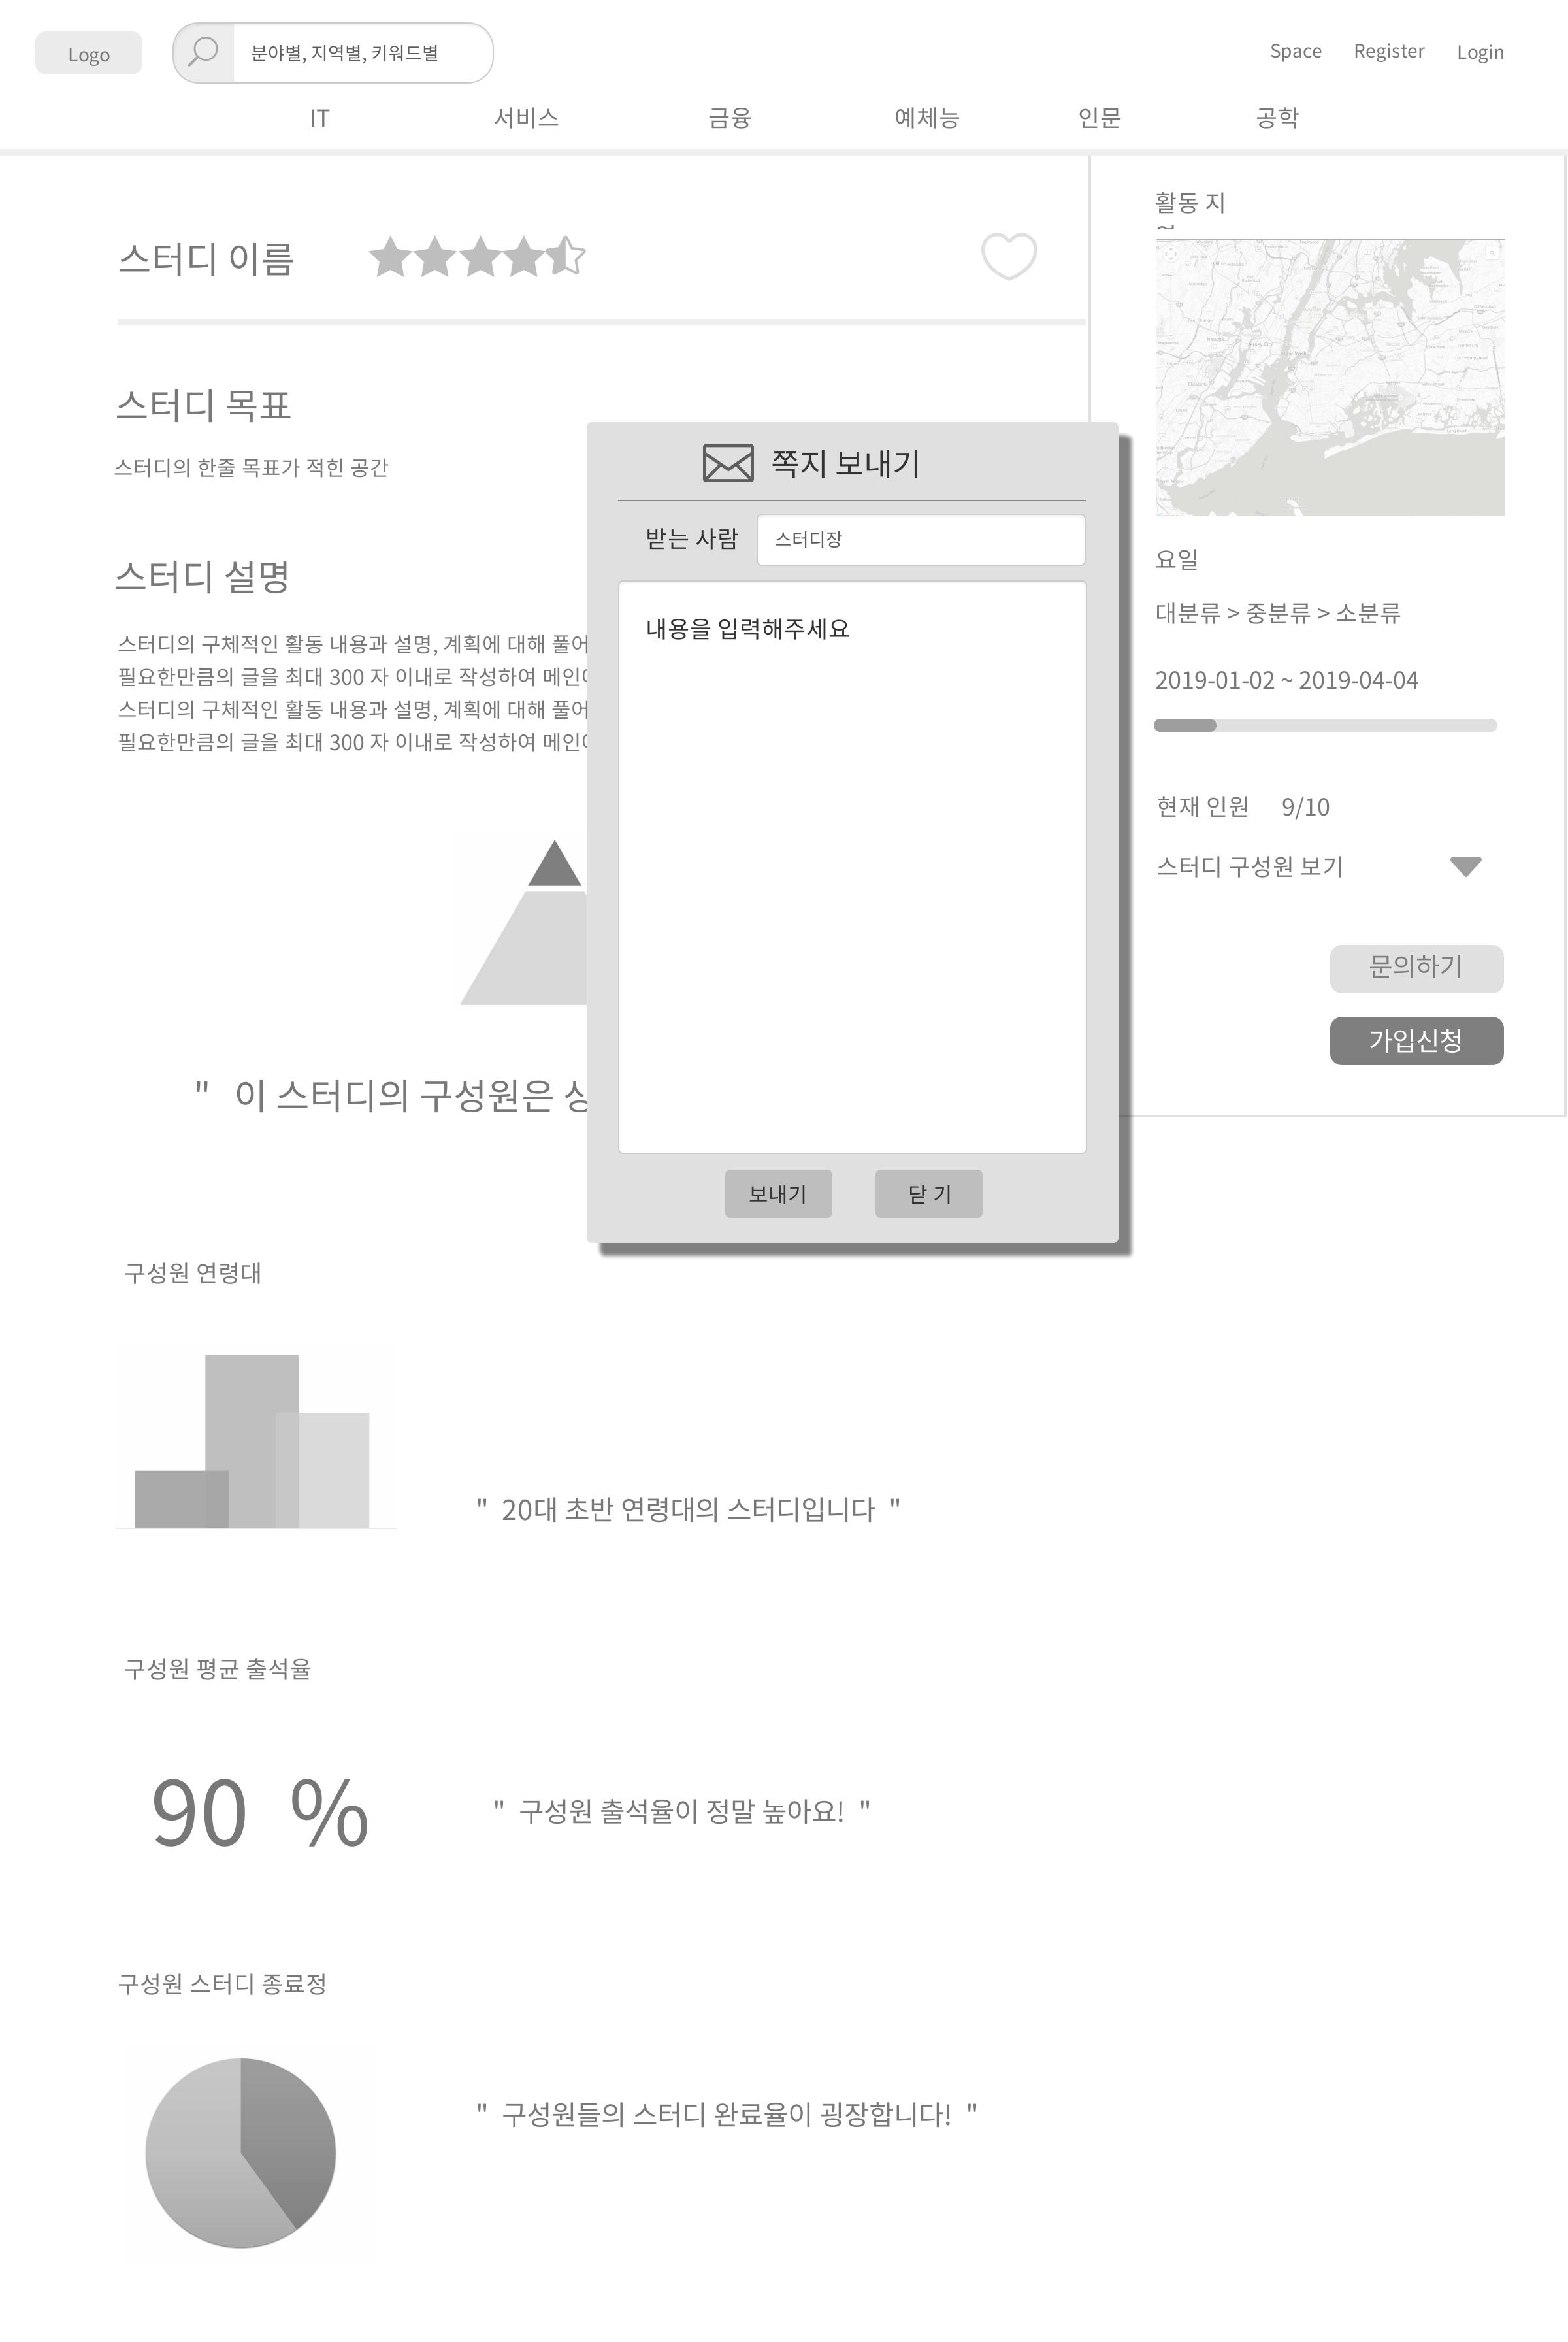 Logo
분야별, 지역별, 키워드별
Space
Register
Login
IT
서비스
금융
예체능
인문
공학
스터디 이름
스터디 목표
스터디의 한줄 목표가 적힌 공간
스터디 설명
스터디의 구체적인 활동 내용과 설명, 계획에 대해 풀어
필요한만큼의 글을 최대 300 자 이내로 작성하여 메인
스터디의 구체적인 활동 내용과 설명, 계획에 대해 풀어
필요한만큼의 글을 최대 300 자 이내로 작성하여 메인
" 이 스터디의 구성원은
쪽지 보내기
받는 사람
스터디장
내용을 입력해주세요
보내기
닫 기
활동 지
New York
요일
대분류 > 중분류 > 소분류
2019-01-02 ~ 2019-04-04
현재 인원 9/10
스터디 구성원 보기
문의하기
가입신청
구성원 연령대
" 20대 초반 연령대의 스터디입니다 "
구성원 평균 출석율
90 %
" 구성원 출석율이 정말 높아요! "
구성원 스터디 종료정
" 구성원들의 스터디 완료율이 굉장합니다! "